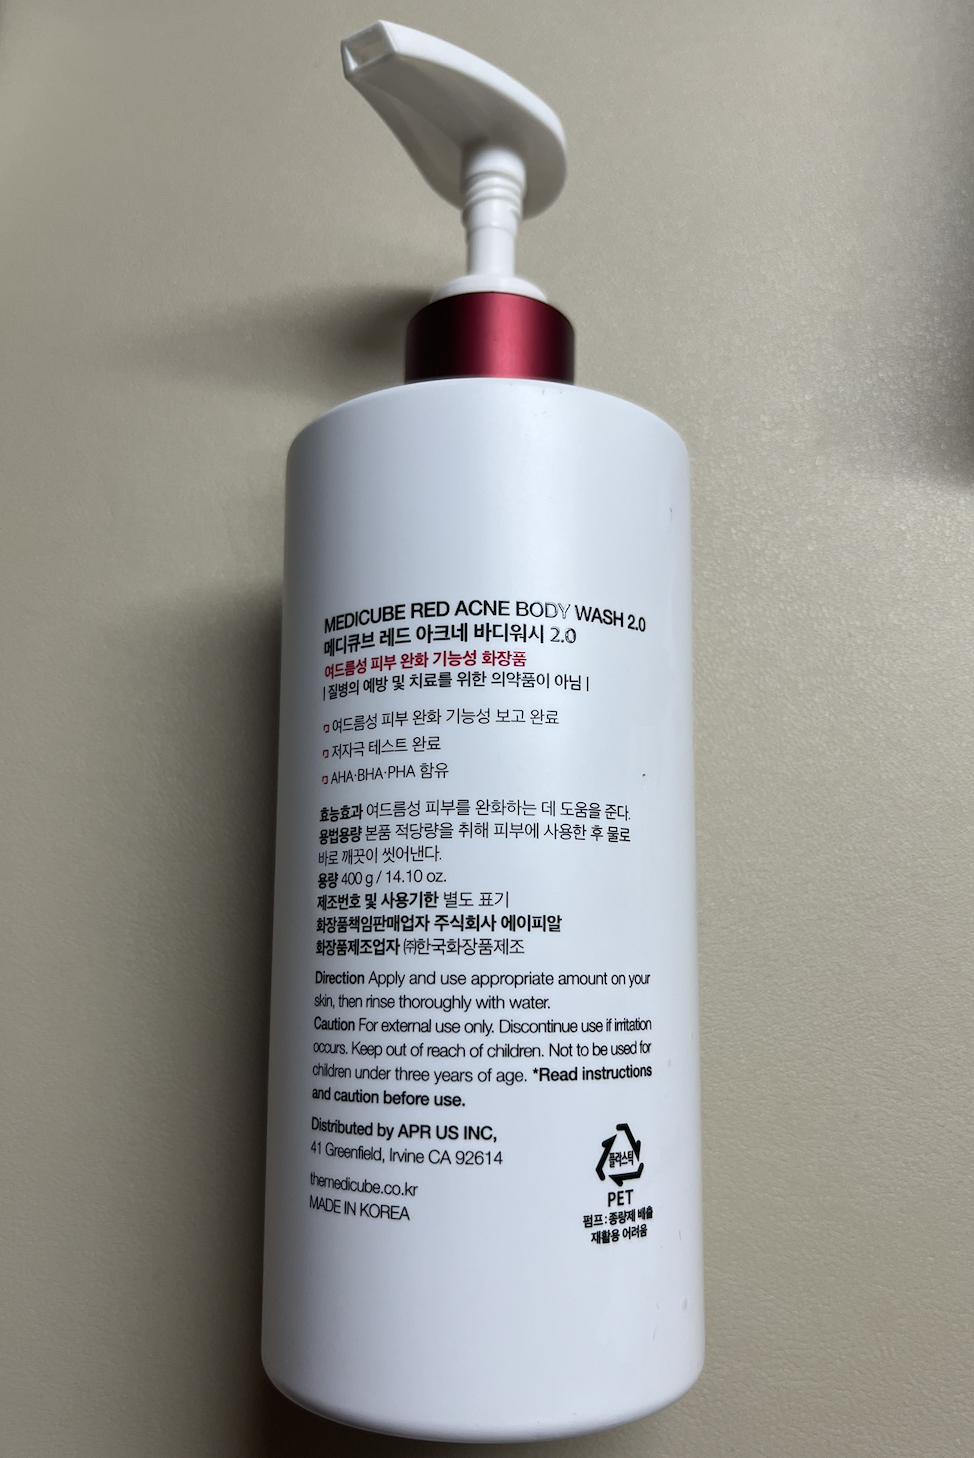 MEDICUBE RED ACNE BODY WASH 2.0
메디큐브 레드 아크네 바디워시 2.0
여드름성 피부 완화 기능성 화장품
| 질병의 예방 및 치료를 위한 의약품이 아님 |
여드름성 피부 완화 기능성 보고 완료
저자극 테스트 완료
AHA·BHA·PHA 함유
효능효과 여드름성 피부를 완화하는 데 도움을 준다.
용법용량 본품 적당량을 취해 피부에 사용한 후 물로
바로 깨끗이 씻어낸다.
용량 400 g / 14.10 oz.
제조번호 및 사용기한 별도 표기
화장품책임판매업자 주식회사 에이피알
화장품제조업자 ㈜한국화장품제조
Direction Apply and use appropriate amount on your
skin, then rinse thoroughly with water.
Caution For external use only. Discontinue use if irritation
occurs. Keep out of reach of children. Not to be used for
children under three years of age. *Read instructions
and caution before use.
Distributed by APR US INC,
41 Greenfield, Irvine CA 92614
themedicube.co.kr
MADE IN KOREA
플라스틱
PET
펌프 : 종량제 배출
재활용 어려움